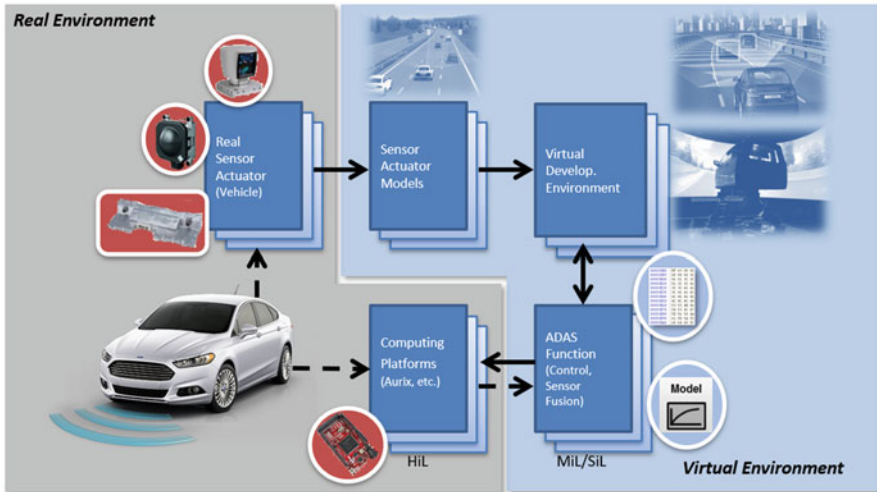 Real Environment
Real
Sensor
Actuator
(Vehicle)
Sensor
Actuator
Models
Virtual
Develop.
Environment
Computing
Platforms
(Aurix, etc.)
HiL
ADAS
Function
(Control,
Sensor
Fusion)
MiL/SiL
Model
Virtual Environment